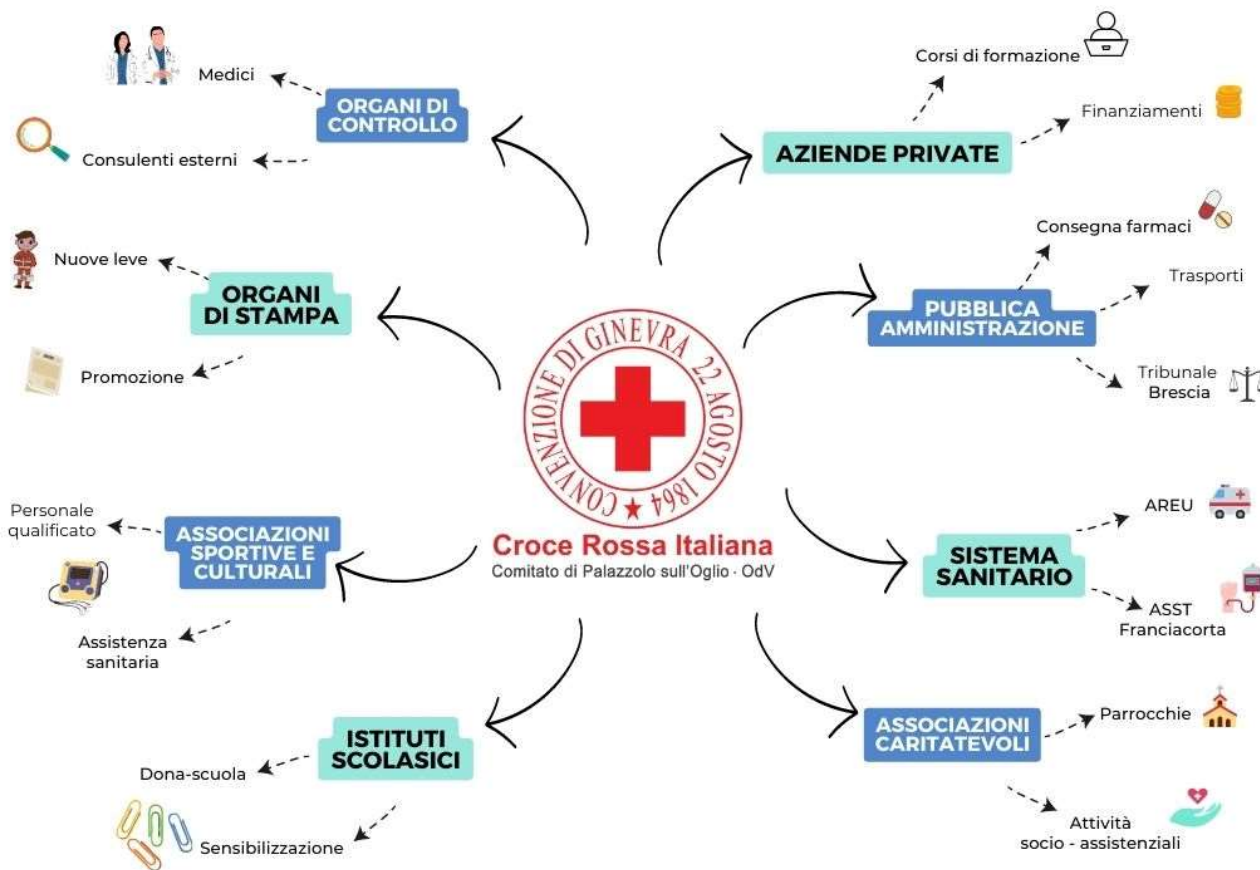 Medici
ORGANI DI
CONTROLLO
Consulenti esterni
Corsi di formazione
Finanziamenti
AZIENDE PRIVATE
Nuove leve
ORGANI
DI STAMPA
Promozione
Consegna farmaci
Trasporti
PUBBLICA
AMMINISTRAZIONE
Tribunale
Brescia
CONVENZIONE DI GINEVRA 22 AGOSTO 1864
Croce Rossa Italiana
Comitato di Palazzolo sull'Oglio - OdV
Personale
qualificato
ASSOCIAZIONI
SPORTIVE E
CULTURALI
Assistenza
sanitaria
AREU
SISTEMA
SANITARIO
ASST
Franciacorta
ISTITUTI
SCOLASICI
Dona-scuola
Sensibilizzazione
ASSOCIAZIONI
CARITATEVOLI
Parrocchie
Attività
socio - assistenziali